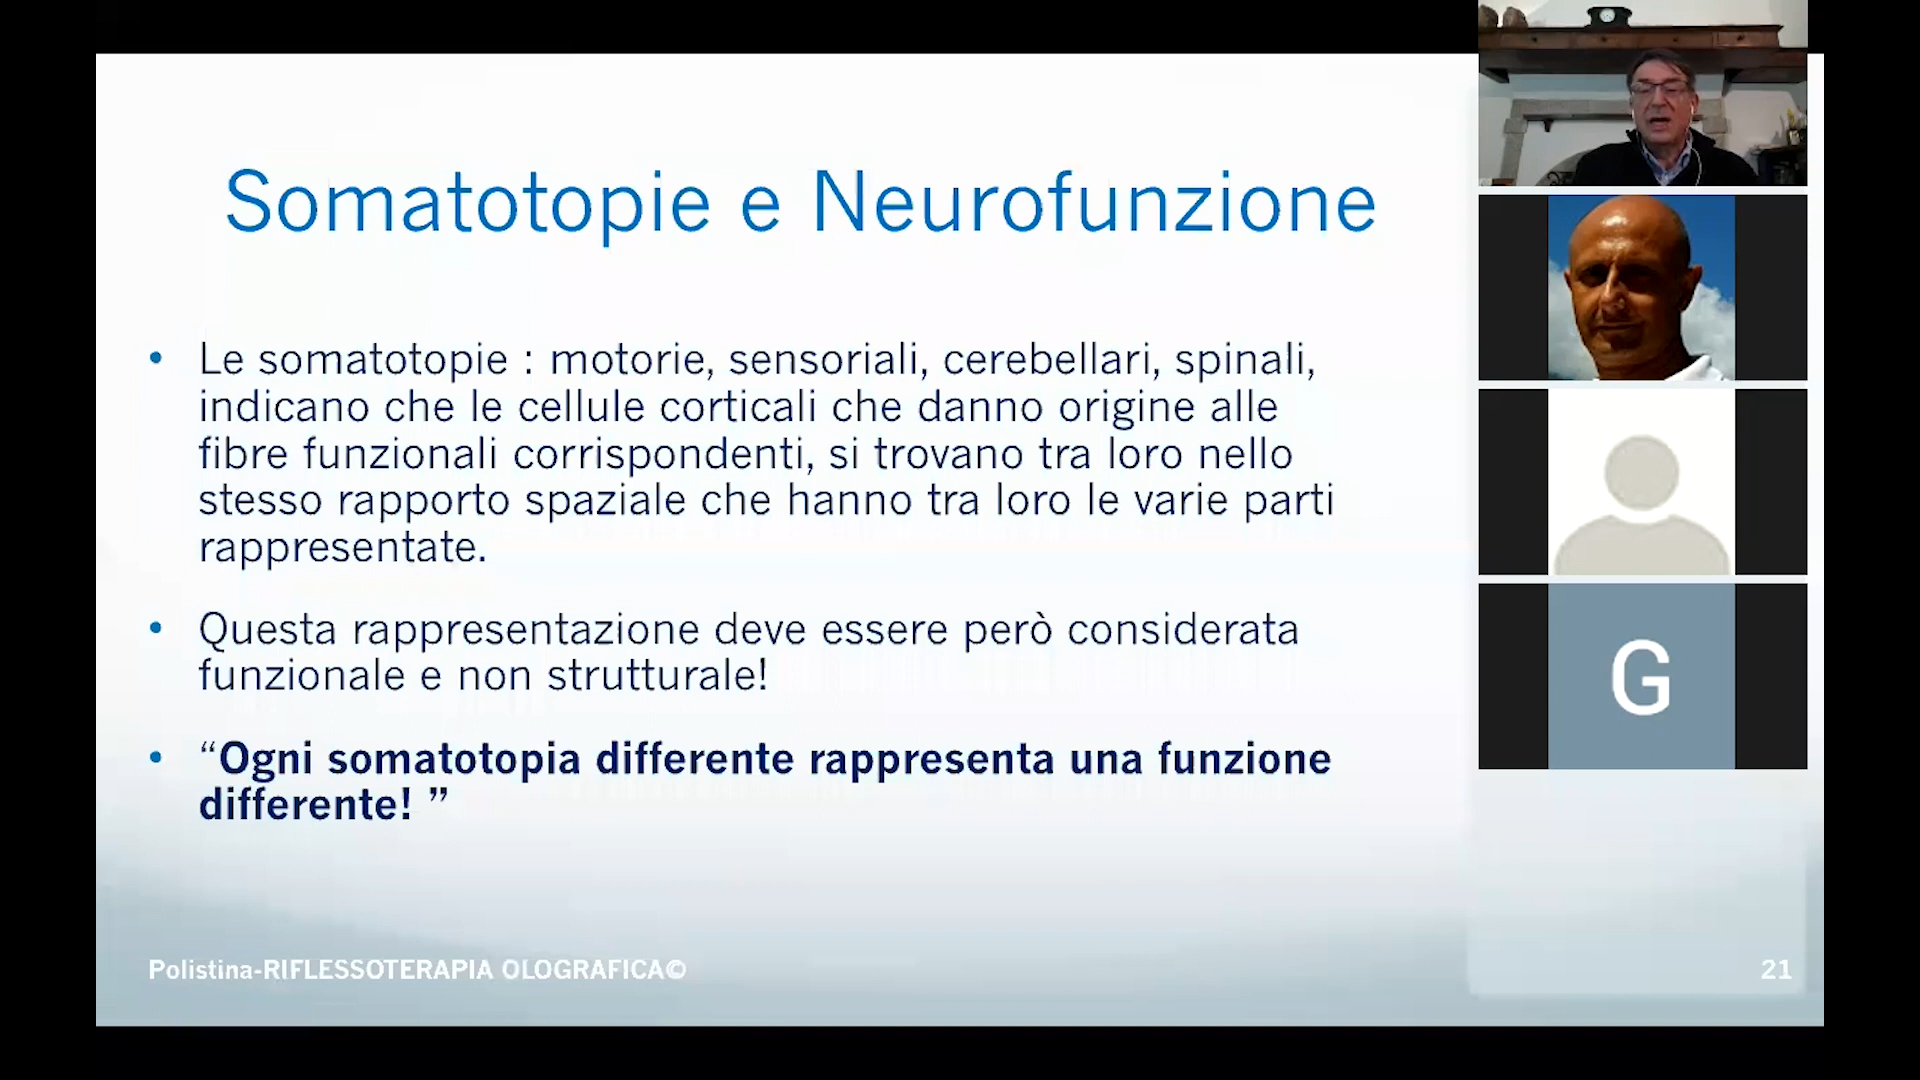 Somatotopie e Neurofunzione
• Le somatotopie : motorie, sensoriali, cerebellari, spinali,
indicano che le cellule corticali che danno origine alle
fibre funzionali corrispondenti, si trovano tra loro nello
stesso rapporto spaziale che hanno tra loro le varie parti
rappresentate.
• Questa rappresentazione deve essere però considerata
funzionale e non strutturale!
• “Ogni somatotopia differente rappresenta una funzione
differente! ”
Polistina-RIFLESSOTERAPIA OLOGRAFICA©
21
G